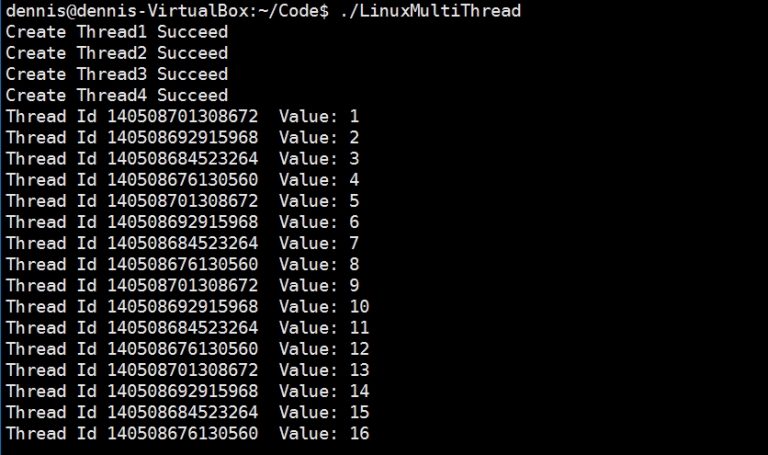 dennis@dennis-VirtualBox:~/Code$ ./LinuxMultiThread
Create Thread1 Succeed
Create Thread2 Succeed
Create Thread3 Succeed
Create Thread4 Succeed
Thread Id 140508701308672  Value: 1
Thread Id 140508692915968  Value: 2
Thread Id 140508684523264  Value: 3
Thread Id 140508676130560  Value: 4
Thread Id 140508701308672  Value: 5
Thread Id 140508692915968  Value: 6
Thread Id 140508684523264  Value: 7
Thread Id 140508676130560  Value: 8
Thread Id 140508701308672  Value: 9
Thread Id 140508692915968  Value: 10
Thread Id 140508684523264  Value: 11
Thread Id 140508676130560  Value: 12
Thread Id 140508701308672  Value: 13
Thread Id 140508692915968  Value: 14
Thread Id 140508684523264  Value: 15
Thread Id 140508676130560  Value: 16